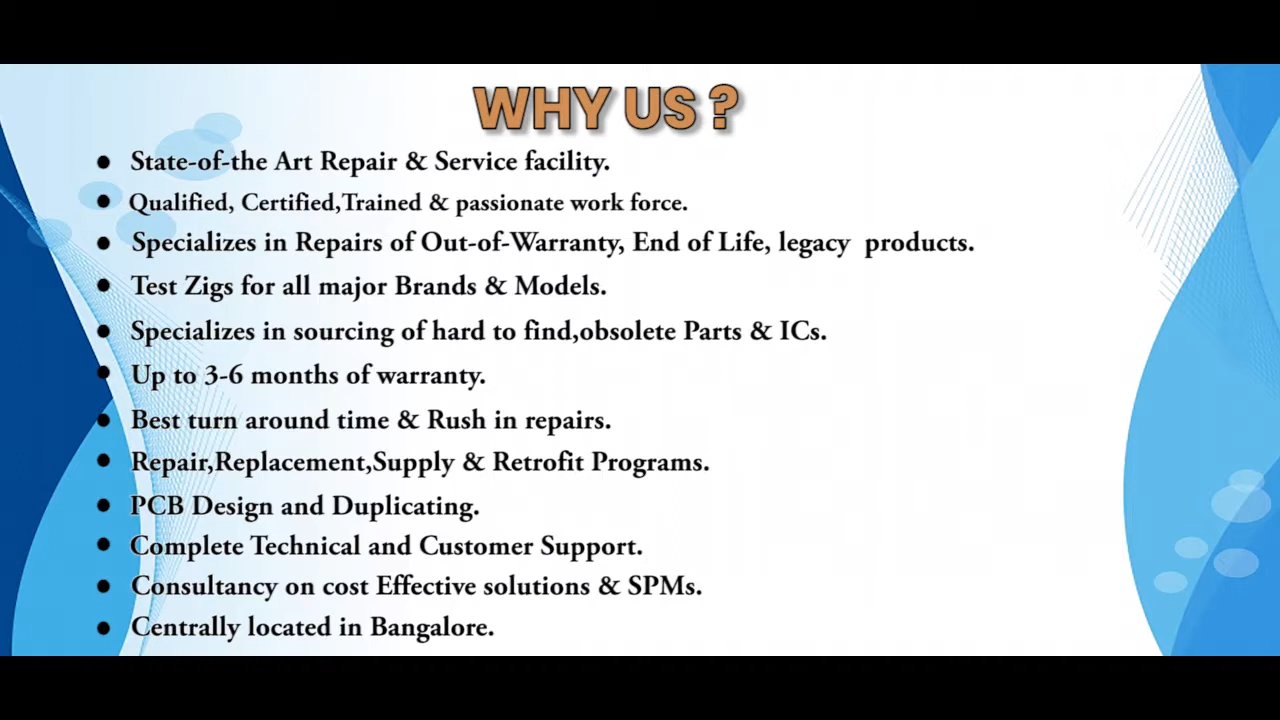 WHY US ?
State-of-the Art Repair & Service facility.
Qualified, Certified,Trained & passionate work force.
Specializes in Repairs of Out-of-Warranty, End of Life, legacy products.
Test Zigs for all major Brands & Models.
Specializes in sourcing of hard to find,obsolete Parts & ICs.
Up to 3-6 months of warranty.
Best turn around time & Rush in repairs.
Repair,Replacement,Supply & Retrofit Programs.
PCB Design and Duplicating.
Complete Technical and Customer Support.
Consultancy on cost Effective solutions & SPMs.
Centrally located in Bangalore.